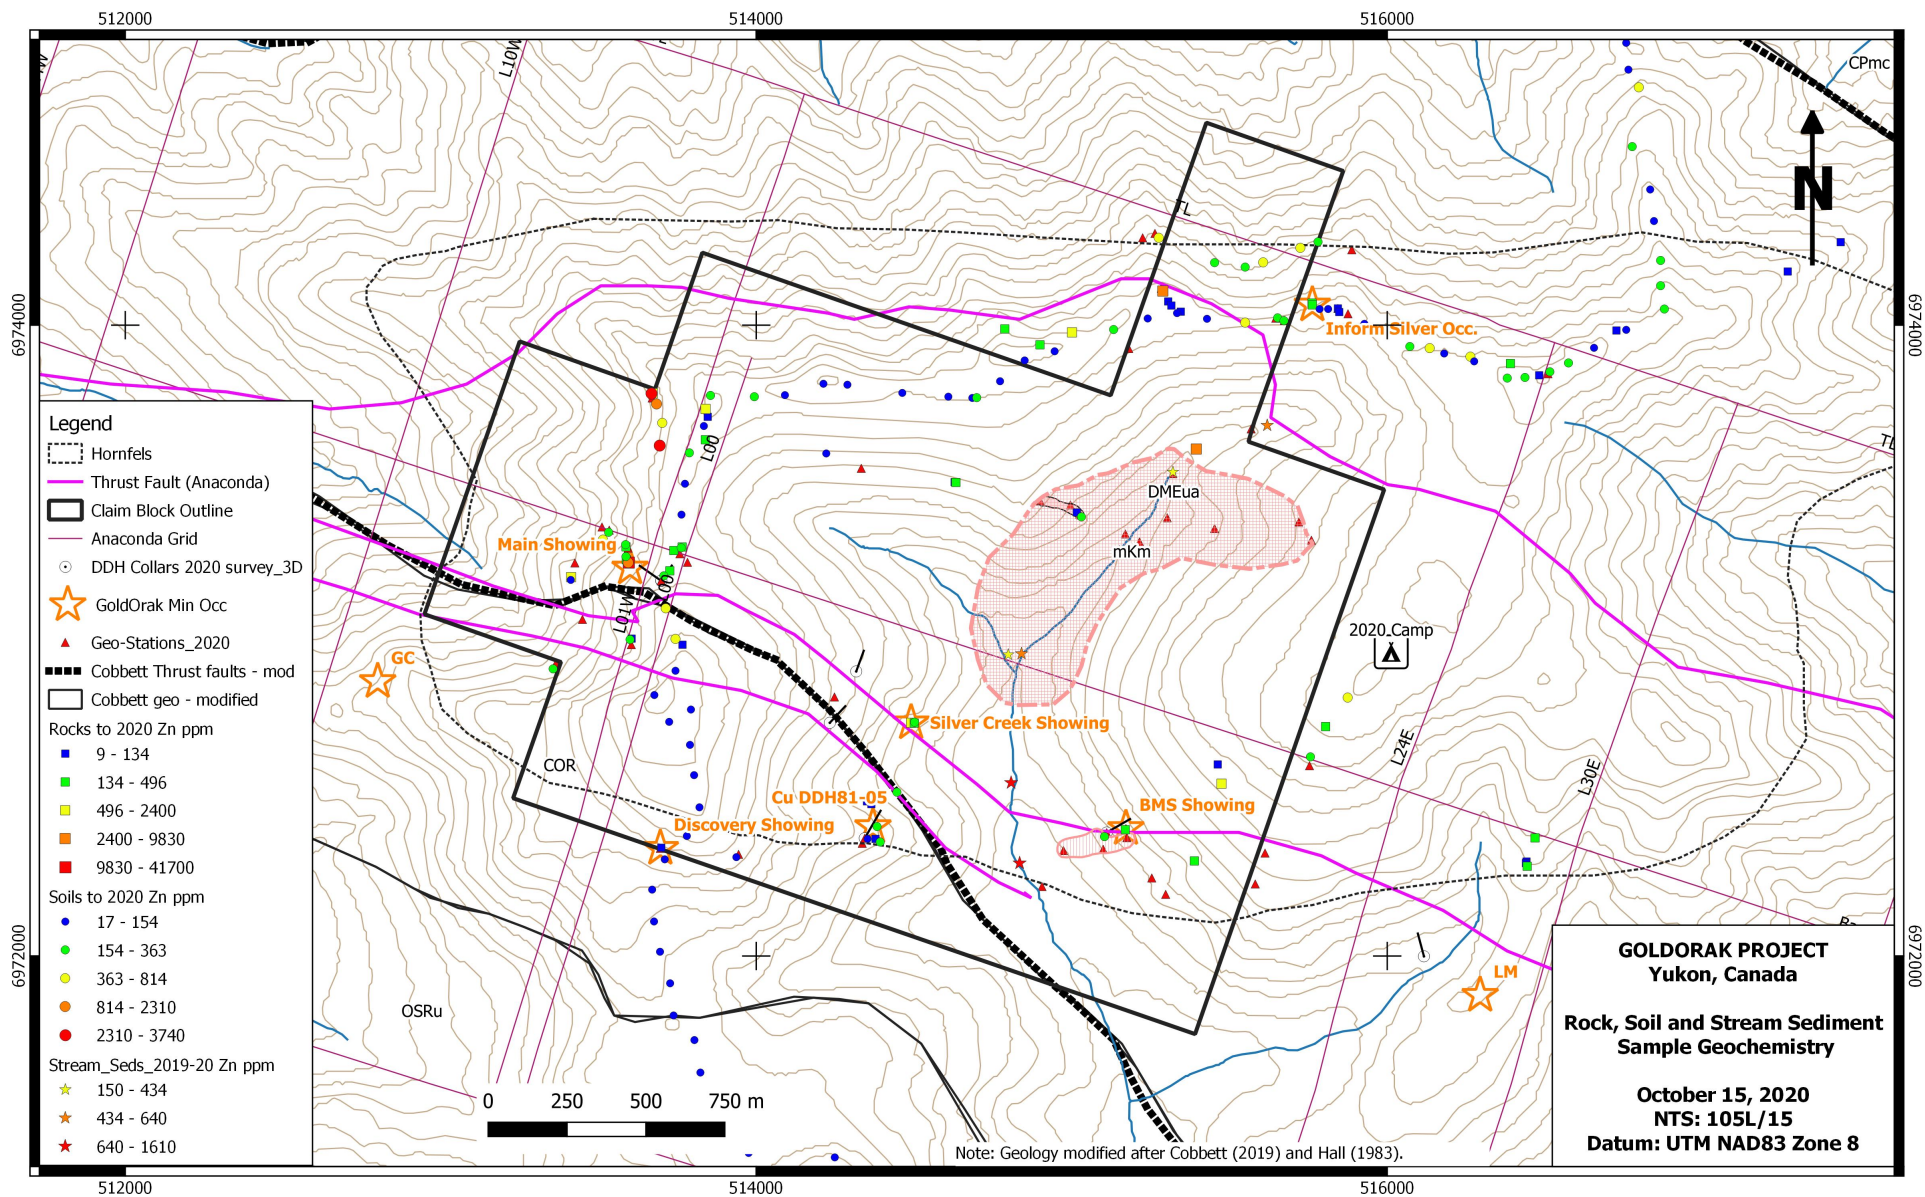 512000
514000
516000
6974000
6972000
6974000
6972000
L10W
CPmc
TL
TL
Inform Silver Occ.
L00
DMEua
mKm
Main Showing
L01W
2020 Camp
GC
COR
Silver Creek Showing
L24E
L30E
Cu DDH81-05
Discovery Showing
BMS Showing
LM
OSRu
Legend
Hornfels
Thrust Fault (Anaconda)
Claim Block Outline
Anaconda Grid
DDH Collars 2020 survey_3D
GoldOrak Min Occ
Geo-Stations_2020
Cobbett Thrust faults - mod
Cobbett geo - modified
Rocks to 2020 Zn ppm
9 - 134
134 - 496
496 - 2400
2400 - 9830
9830 - 41700
Soils to 2020 Zn ppm
17 - 154
154 - 363
363 - 814
814 - 2310
2310 - 3740
Stream_Seds_2019-20 Zn ppm
150 - 434
434 - 640
640 - 1610
N
0 250 500 750 m
Note: Geology modified after Cobbett (2019) and Hall (1983).
GOLDORAK PROJECT
Yukon, Canada
Rock, Soil and Stream Sediment
Sample Geochemistry
October 15, 2020
NTS: 105L/15
Datum: UTM NAD83 Zone 8
512000
514000
516000